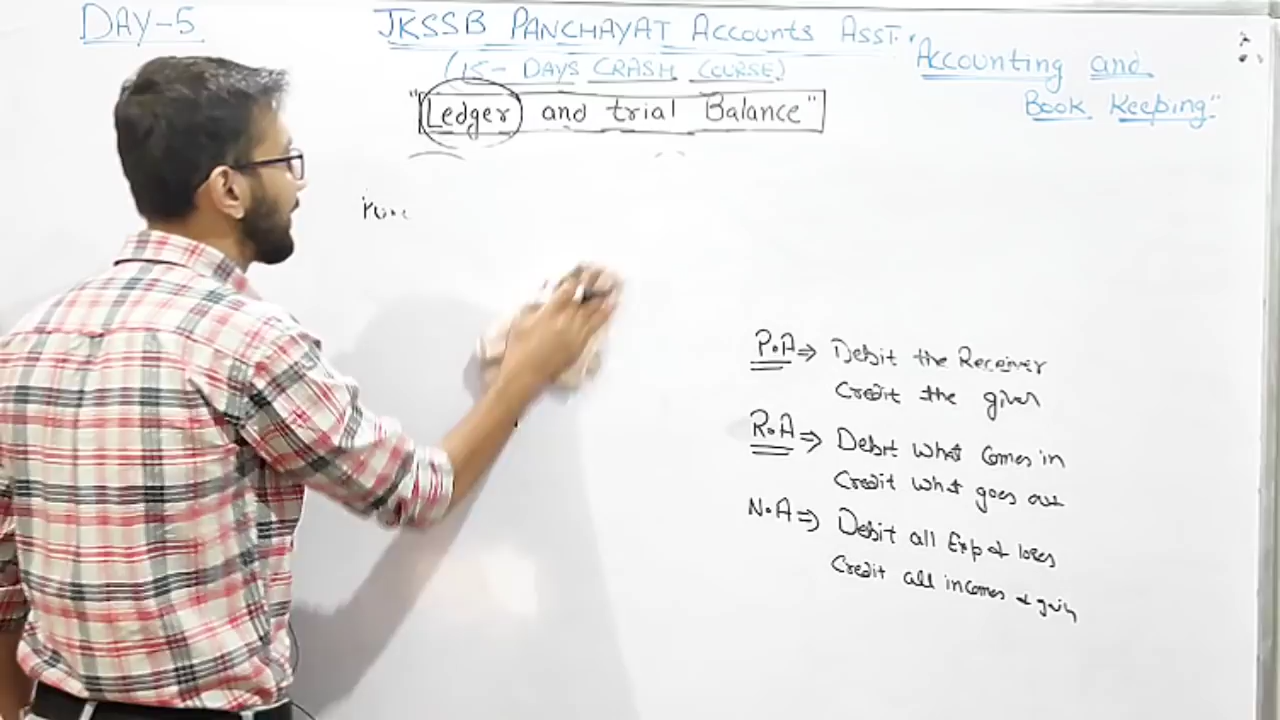 DAY-5
JKSSB PANCHAYAT Accounts ASST.
(15- DAYS CRASH COURSE)
"Accounting and
Book Keeping"
"Ledger and trial Balance"
P.A⇒ Debit the Receiver
Credit the giver
R.A⇒ Debit what comes in
Credit what goes out
N.A⇒ Debit all Exp & loses
Credit all incomes &